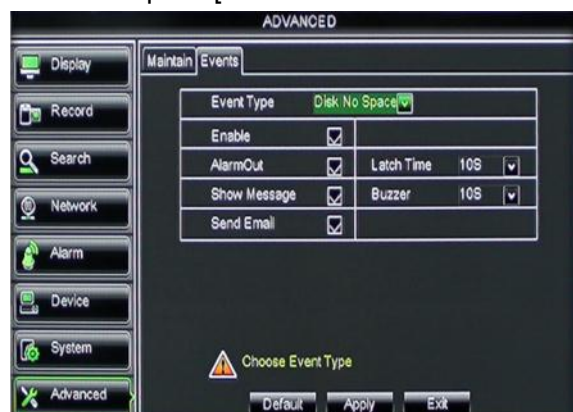 ADVANCED
Display
Record
Search
Network
Alarm
Device
System
Advanced
Maintain Events
Event Type Disk No Space
Enable
AlarmOut Latch Time 10S
Show Message Buzzer 10S
Send Email
Choose Event Type
Default Apply Exit